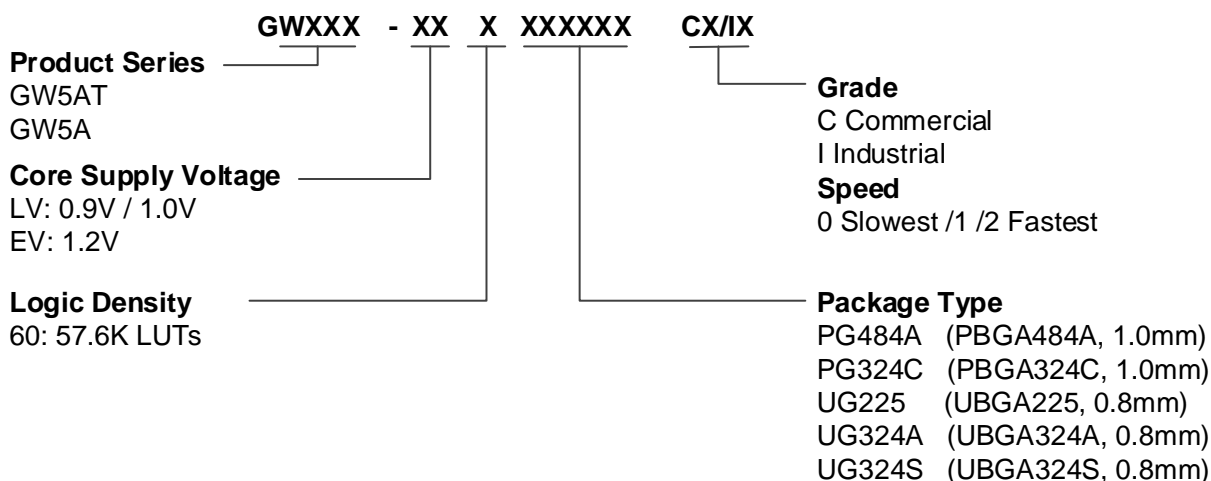 GWXXX - XX X XXXXXX CX/IX
Product Series
GW5AT
GW5A
Core Supply Voltage
LV: 0.9V / 1.0V
EV: 1.2V
Logic Density
60: 57.6K LUTs
Grade
C Commercial
I Industrial
Speed
0 Slowest /1 /2 Fastest
Package Type
PG484A (PBGA484A, 1.0mm)
PG324C (PBGA324C, 1.0mm)
UG225 (UBGA225, 0.8mm)
UG324A (UBGA324A, 0.8mm)
UG324S (UBGA324S, 0.8mm)